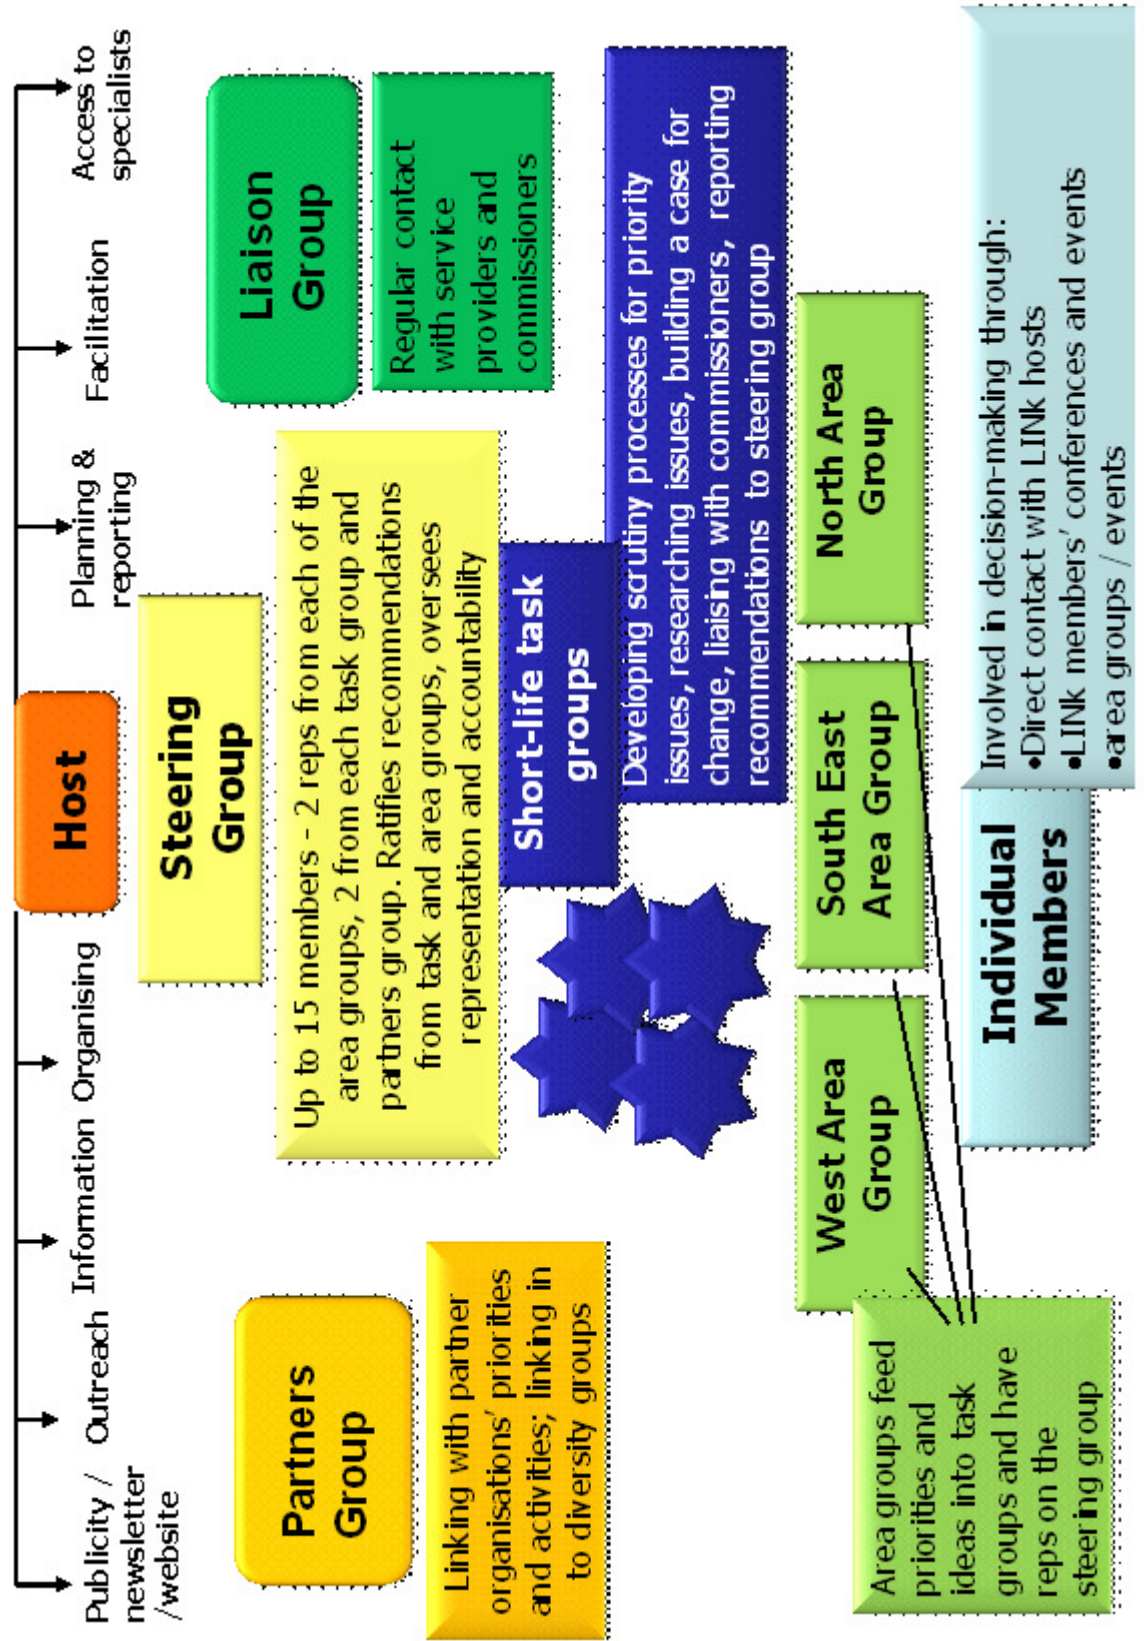 Host
Publicity /
newsletter
/website
Outreach
Information
Organising
Planning &
reporting
Facilitation
Access to
specialists
Steering
Group
Up to 15 members - 2 reps from each of the
area groups, 2 from each task group and
partners group. Ratifies recommendations
from task and area groups, oversees
representation and accountability
Partners
Group
Linking with partner
organisations' priorities
and activities; linking in
to diversity groups
Liaison
Group
Regular contact
with service
providers and
commissioners
Short-life task
groups
Developing scrutiny processes for priority
issues, researching issues, building a case for
change, liaising with commissioners, reporting
recommendations to steering group
West Area
Group
South East
Area Group
North Area
Group
Area groups feed
priorities and
ideas into task
groups and have
reps on the
steering group
Individual
Members
Involved in decision-making through:
•Direct contact with LINk hosts
•LINk members' conferences and events
•area groups / events